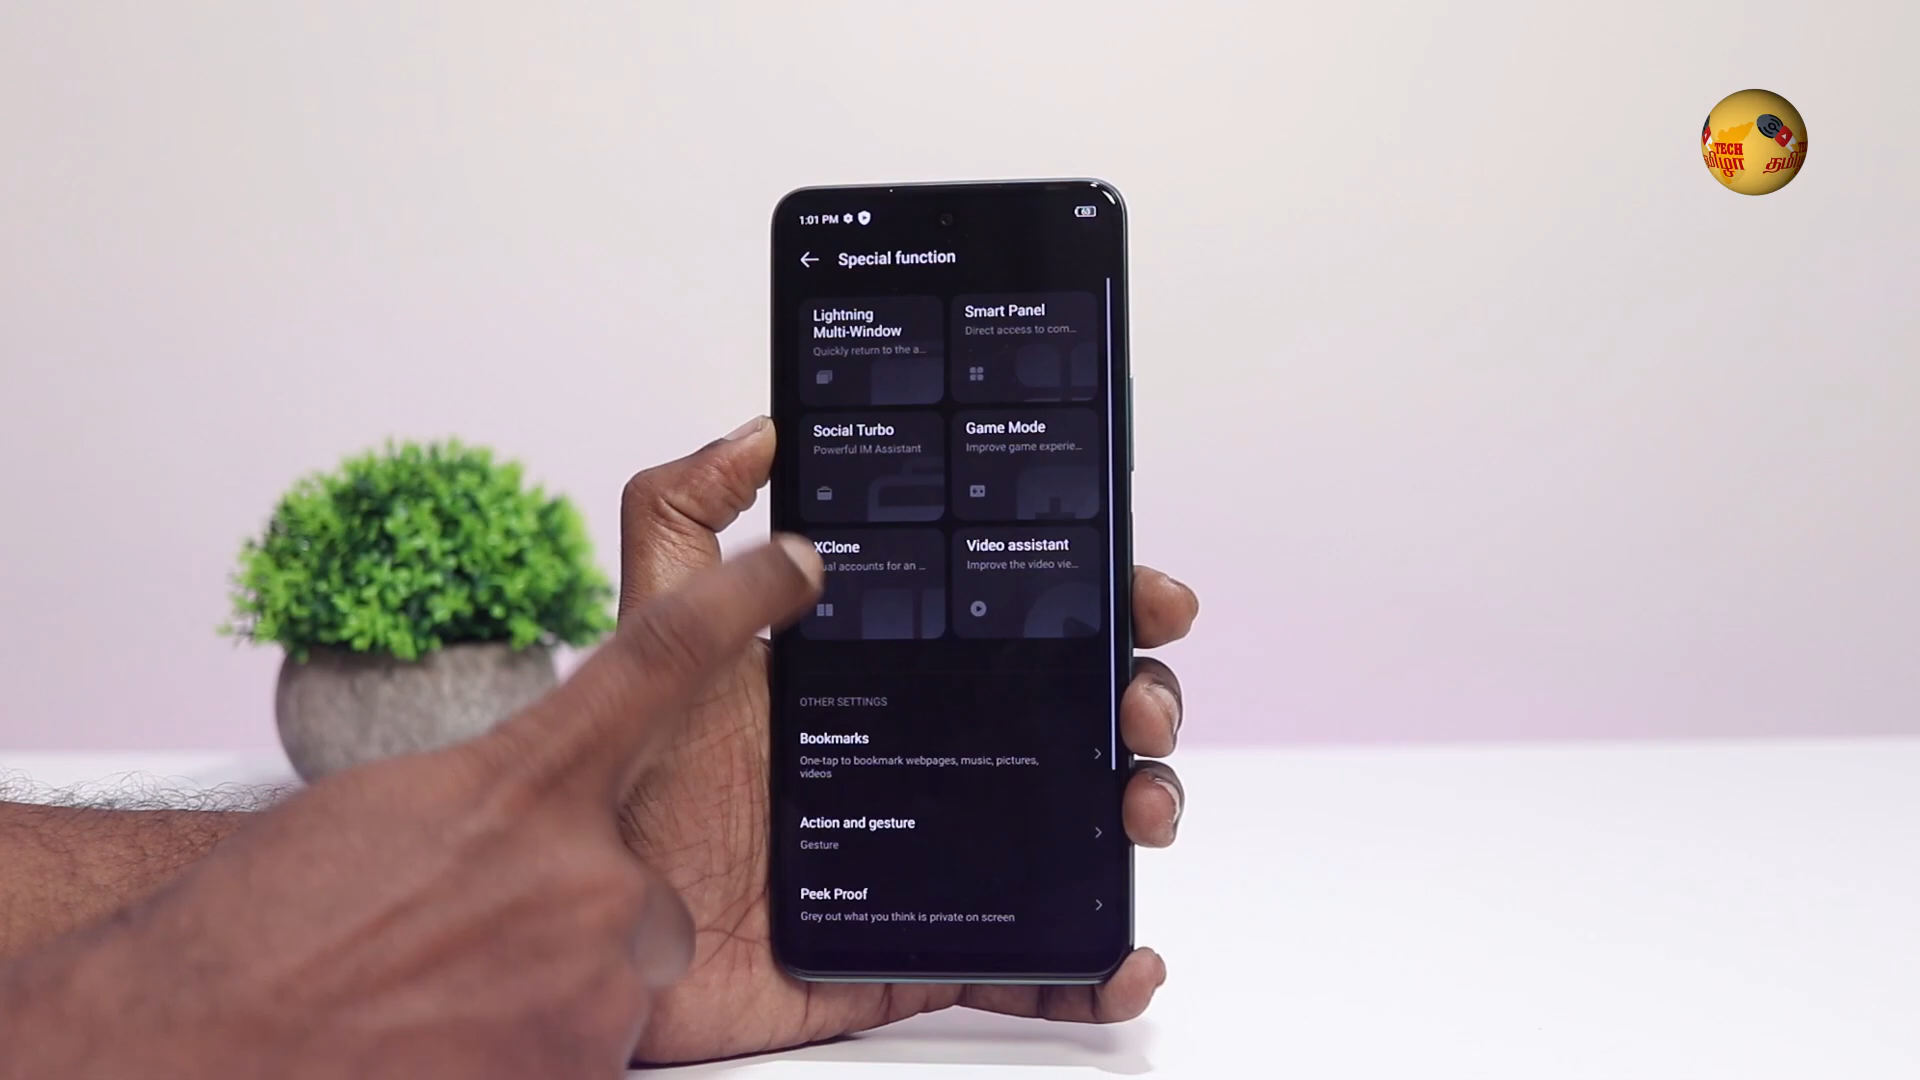 1:01 PM
63
Special function
Lightning
Multi-Window
Quickly return to the a...
Smart Panel
Direct access to com...
Social Turbo
Powerful IM Assistant
Game Mode
Improve game experie...
XClone
ual accounts for an ...
Video assistant
Improve the video vie...
OTHER SETTINGS
Bookmarks
One-tap to bookmark webpages, music, pictures,
videos
Action and gesture
Gesture
Peek Proof
Grey out what you think is private on screen
TECH